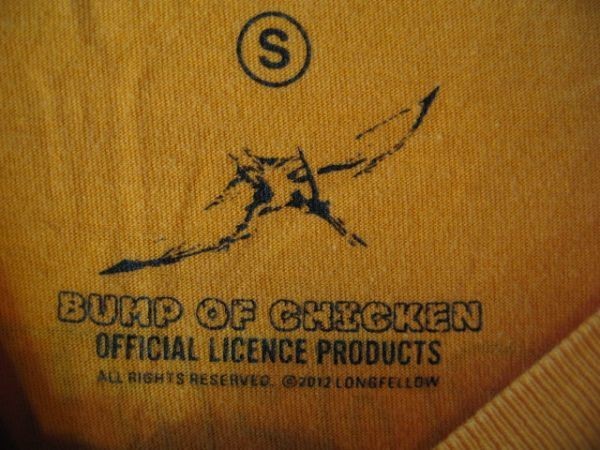 S
BUMP OF CHICKEN
OFFICIAL LICENCE PRODUCTS
ALL RIGHTS RESERVED. ©2012 LONGFELLOW